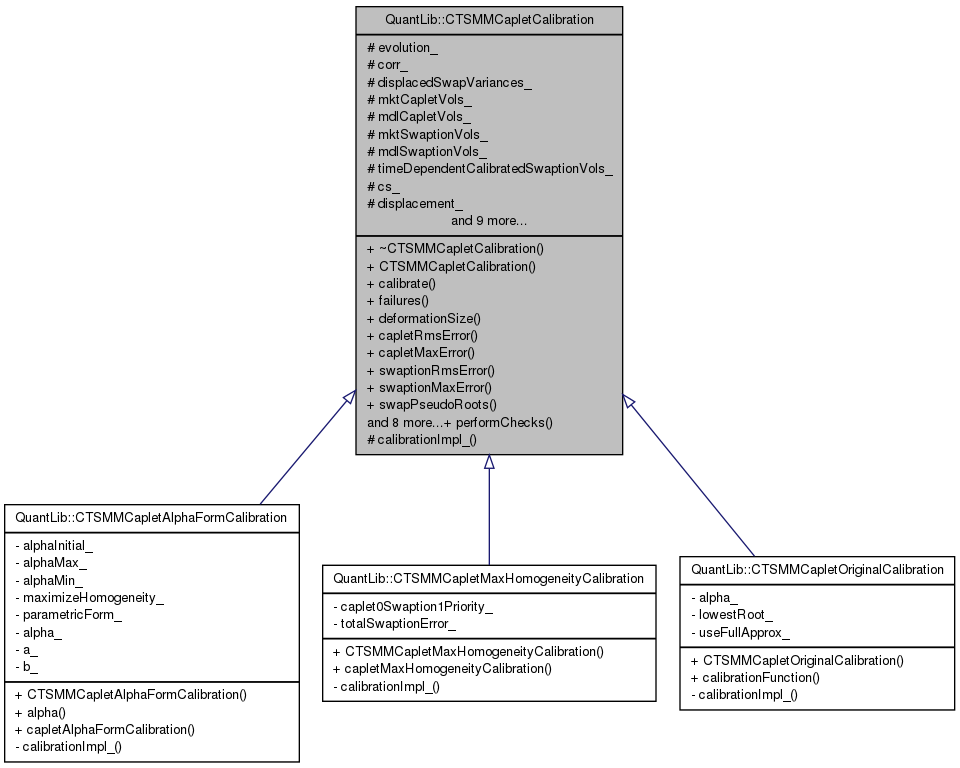 QuantLib::CTSMMCapletCalibration
# evolution_
# corr_
# displacedSwapVariances_
# mktCapletVols_
# mdlCapletVols_
# mktSwaptionVols_
# mdlSwaptionVols_
# timeDependentCalibratedSwaptionVols_
# cs_
# displacement_
and 9 more...
+ ~CTSMMCapletCalibration()
+ CTSMMCapletCalibration()
+ calibrate()
+ failures()
+ deformationSize()
+ capletRmsError()
+ capletMaxError()
+ swaptionRmsError()
+ swaptionMaxError()
+ swapPseudoRoots()
and 8 more...+ performChecks()
# calibrationImpl_()
QuantLib::CTSMMCapletAlphaFormCalibration
- alphaInitial_
- alphaMax_
- alphaMin_
- maximizeHomogeneity_
- parametricForm_
- alpha_
- a_
- b_
+ CTSMMCapletAlphaFormCalibration()
+ alpha()
+ capletAlphaFormCalibration()
- calibrationImpl_()
QuantLib::CTSMMCapletMaxHomogeneityCalibration
- caplet0Swaption1Priority_
- totalSwaptionError_
+ CTSMMCapletMaxHomogeneityCalibration()
+ capletMaxHomogeneityCalibration()
- calibrationImpl_()
QuantLib::CTSMMCapletOriginalCalibration
- alpha_
- lowestRoot_
- useFullApprox_
+ CTSMMCapletOriginalCalibration()
+ calibrationFunction()
- calibrationImpl_()